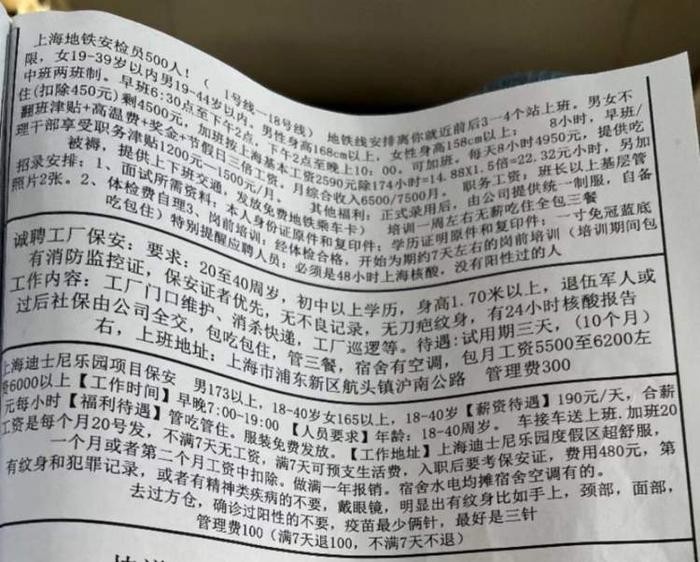 上海地铁安检员500人！（1号线—18号线）地铁线安排离你就近前后3—4个站上班。男女不
限，女19-39岁以内男19-44岁以内，男性身高168cm以上，女性身高158cm以上； 8小时，早班/
中班两班制。早班6:30点至下午2点，下午2点至晚上10：00。可加班。每天8小时4950元，提供吃
住(扣除450元)剩4500元，加班按上海基本工资2590元除174小时=14.88X1.5倍=22.32元小时，另加
翻班津贴+高温费+奖金+节假日三倍工资。月综合收入6500/7500月。 职务工资：班长以上基层管
理干部享受职务津贴1200元—1500元/月。 其他福利：正式录用后，由公司提供统一制服，自备
被褥，提供上下班交通，发放免费地铁乘车卡） 培训一周左右无薪吃住全包三餐
招录安排：1、面试所需资料：本人身份证原件和复印件；学历证明原件和复印件；一寸免冠蓝底
照片2张。2、体检费自理3、岗前培训：经体检合格，开始为期约7天左右的岗前培训（培训期间包
吃包住）特别提醒应聘人员：必须是48小时上海核酸，没有阳性过的人
诚聘工厂保安：要求：20至40周岁，初中以上学历，身高1.70米以上，退伍军人或
有消防监控证，保安证者优先，无不良记录，无刀疤纹身，有24小时核酸报告
工作内容：工厂门口维护、消杀快递，工厂巡逻等。待遇:试用期三天，(10个月)
过后社保由公司全交，包吃包住，管三餐，宿舍有空调，包月工资5500至6200左
右，上班地址：上海市浦东新区航头镇沪南公路 管理费300
上海迪士尼乐园项目保安 男173以上，18-40岁女165以上，18-40岁【薪资待遇】190元/天，合薪
资6000以上【工作时间】早晚7:00-19:00【人员要求】年龄：18-40周岁。 车接车送上班.加班20
元每小时【福利待遇】管吃管住。服装免费发放。【工作地址】上海迪士尼乐园度假区超舒服，
工资是每个月20号发，不满7天无工资，满7天可预支生活费，入职后要考保安证，费用480元，第
一个月或者第二个月工资中扣除。做满一年报销。宿舍水电均摊宿舍空调有的。
有纹身和犯罪记录，或者有精神类疾病的不要，戴眼镜，明显出有纹身比如手上，颈部，面部，
去过方仓，确诊过阳性的不要，疫苗最少俩针，最好是三针
管理费100（满7天退100，不满7天不退）